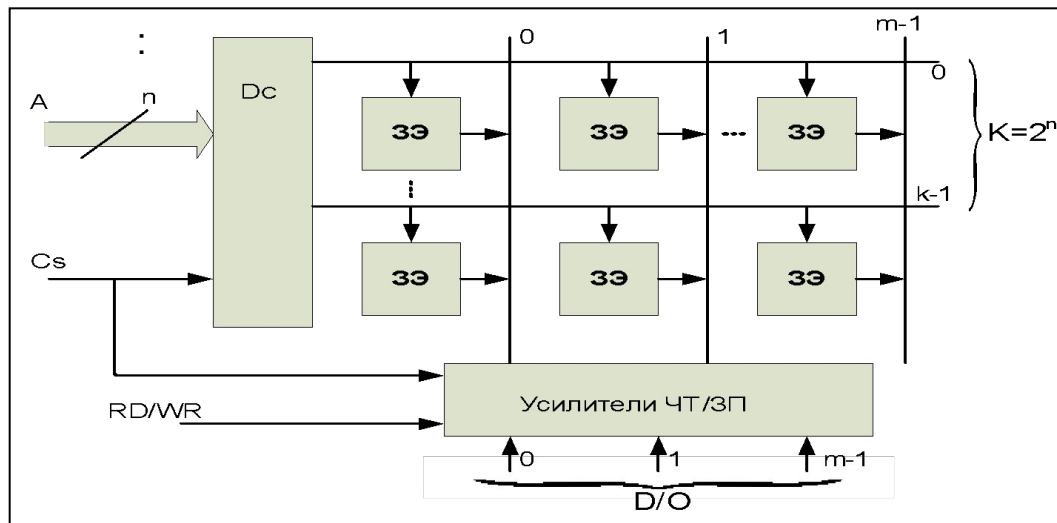 0 1 m-1
A n Dc 0
ЗЭ ЗЭ ЗЭ K=2ⁿ
k-1
Cs ЗЭ ЗЭ ЗЭ
RD/WR Усилители ЧТ/ЗП
0 1 m-1
D/O